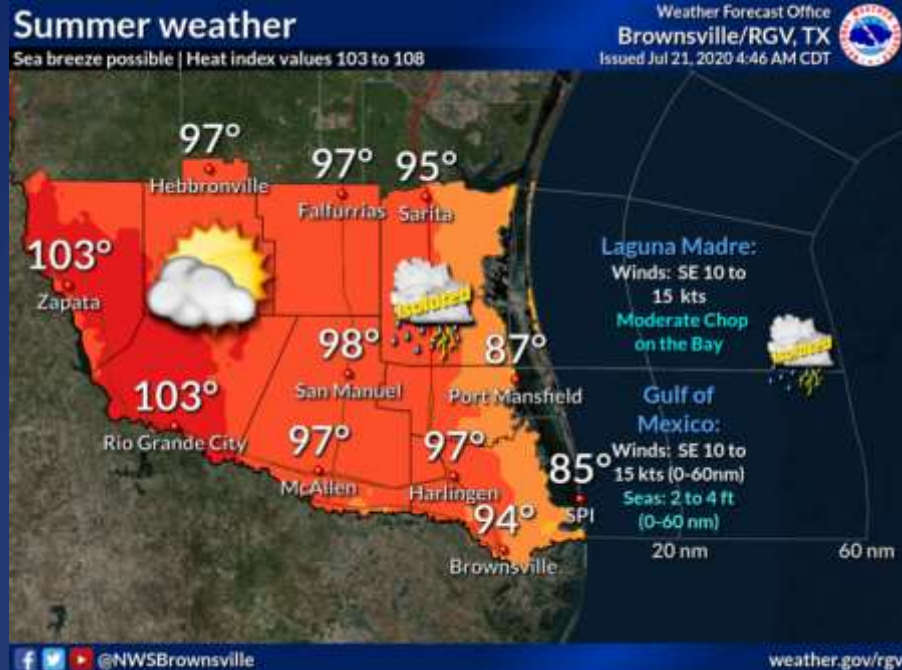 Summer weather
Sea breeze possible | Heat index values 103 to 108
Weather Forecast Office
Brownsville/RGV, TX
Issued Jul 21, 2020 4:46 AM CDT
97°
Hebbronville
97°
Falfurrias
95°
Sarita
103°
Zapata
Isolated
98°
San Manuel
87°
Port Mansfield
103°
Rio Grande City
97°
McAllen
97°
Harlingen
85°
SPI
94°
Brownsville
Laguna Madre:
Winds: SE 10 to
15 kts
Moderate Chop
on the Bay
Isolated
Gulf of
Mexico:
Winds: SE 10 to
15 kts (0-60nm)
Seas: 2 to 4 ft
(0-60 nm)
20 nm
60 nm
@NWSBrownsville
weather.gov/rgv